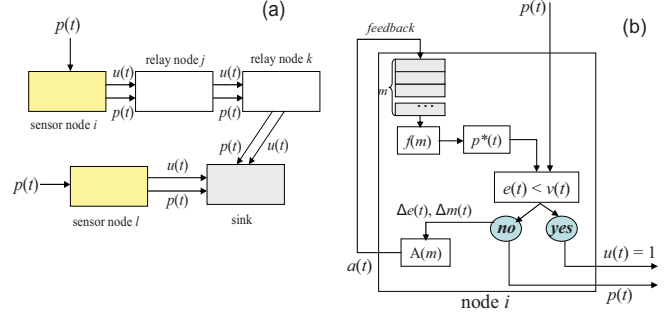 (a)
p(t)
relay node j
relay node k
u(t)
u(t)
p(t)
p(t)
sensor node i
p(t)
u(t)
p(t)
u(t)
p(t)
sensor node l
sink
p(t)
(b)
feedback
m
...
f(m)
p*(t)
e(t) < v(t)
Δe(t), Δm(t)
no
yes
A(m)
a(t)
u(t) = 1
p(t)
node i